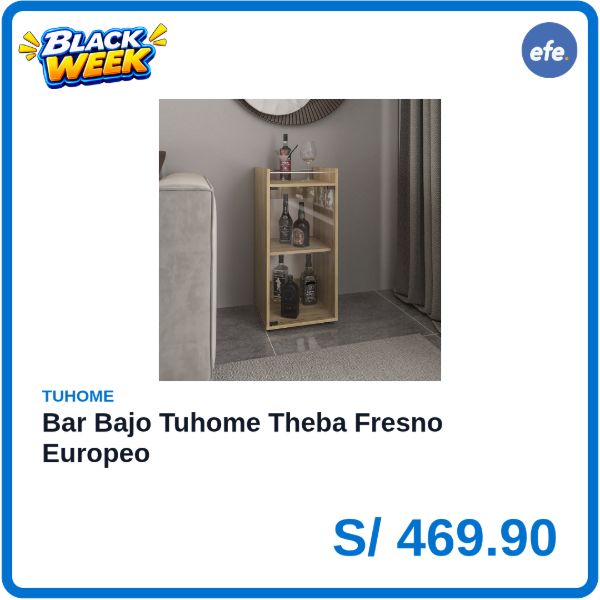 BLACK
WEEK
efe.
TUHOME
Bar Bajo Tuhome Theba Fresno
Europeo
S/ 469.90